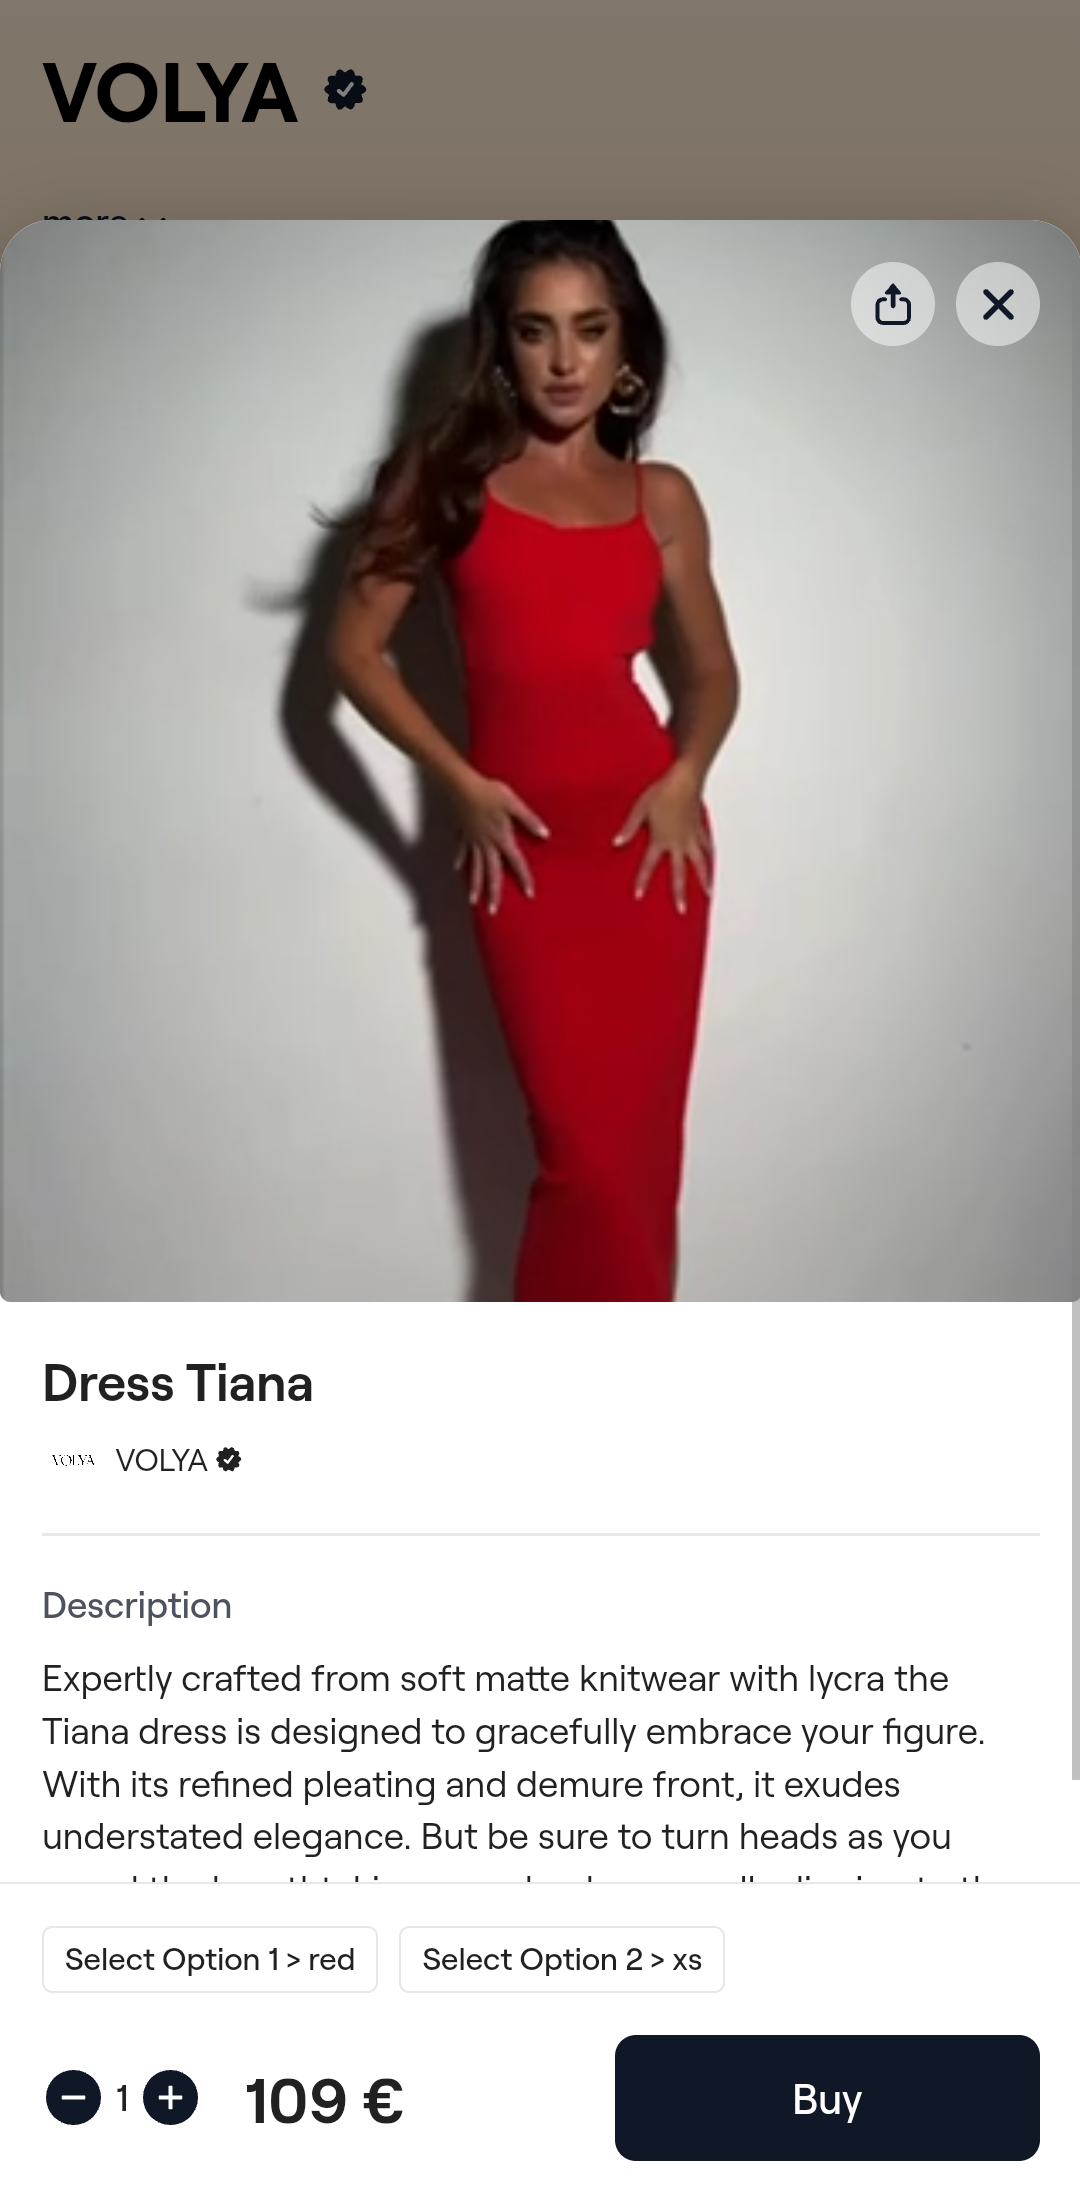 VOLYA
more
Dress Tiana
VOLYA VOLYA
Description
Expertly crafted from soft matte knitwear with lycra the
Tiana dress is designed to gracefully embrace your figure.
With its refined pleating and demure front, it exudes
understated elegance. But be sure to turn heads as you
Select Option 1 > red Select Option 2 > xs
1 109 € Buy